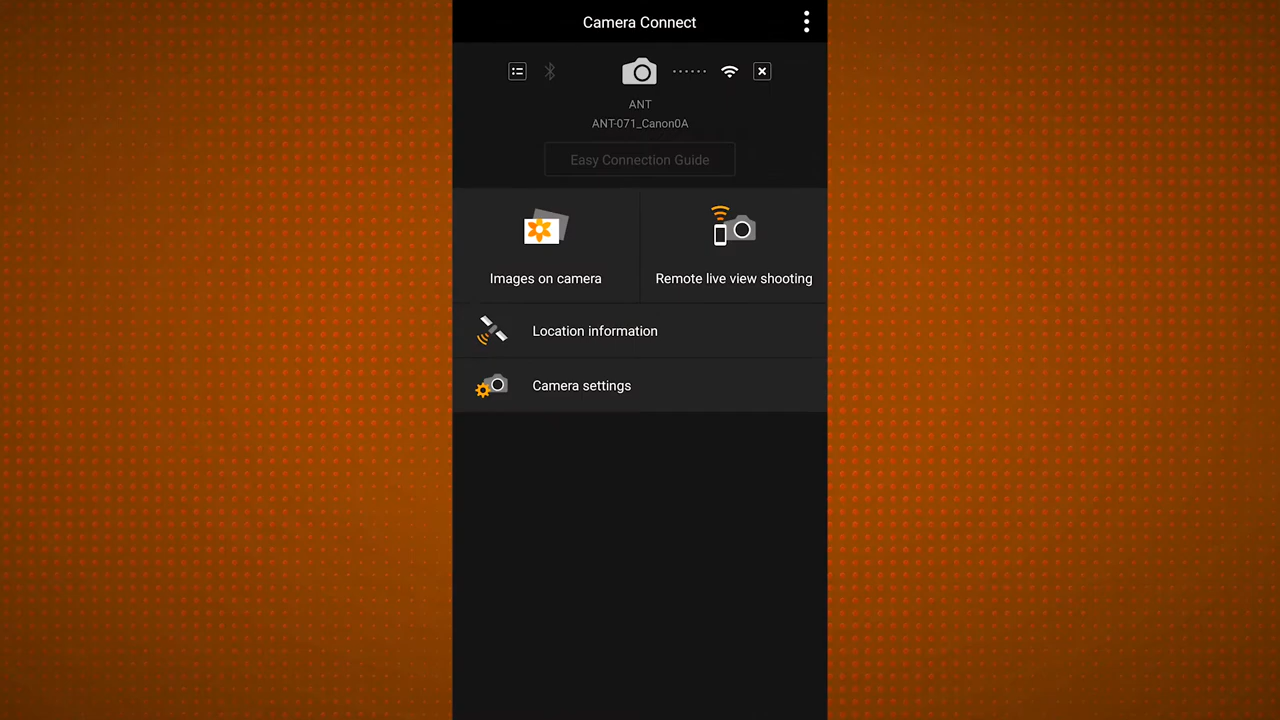 Camera Connect
ANT
ANT-071_Canon0A
Easy Connection Guide
Images on camera
Remote live view shooting
Location information
Camera settings